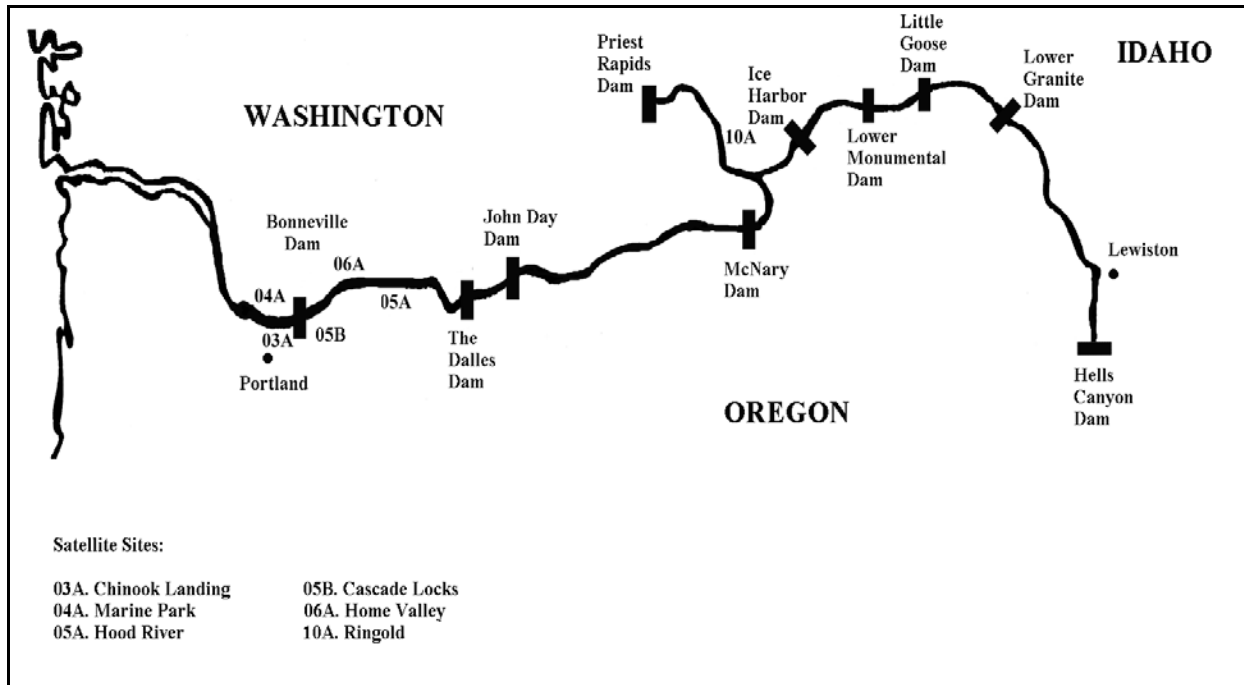 Priest
Rapids
Dam
Ice
Harbor
Dam
Little
Goose
Dam
Lower
Granite
Dam
IDAHO
WASHINGTON
10A
Lower
Monumental
Dam
Bonneville
Dam
John Day
Dam
06A
McNary
Dam
Lewiston
04A
05A
03A
05B
Portland
The
Dalles
Dam
OREGON
Hells
Canyon
Dam
Satellite Sites:
03A. Chinook Landing
04A. Marine Park
05A. Hood River
05B. Cascade Locks
06A. Home Valley
10A. Ringold